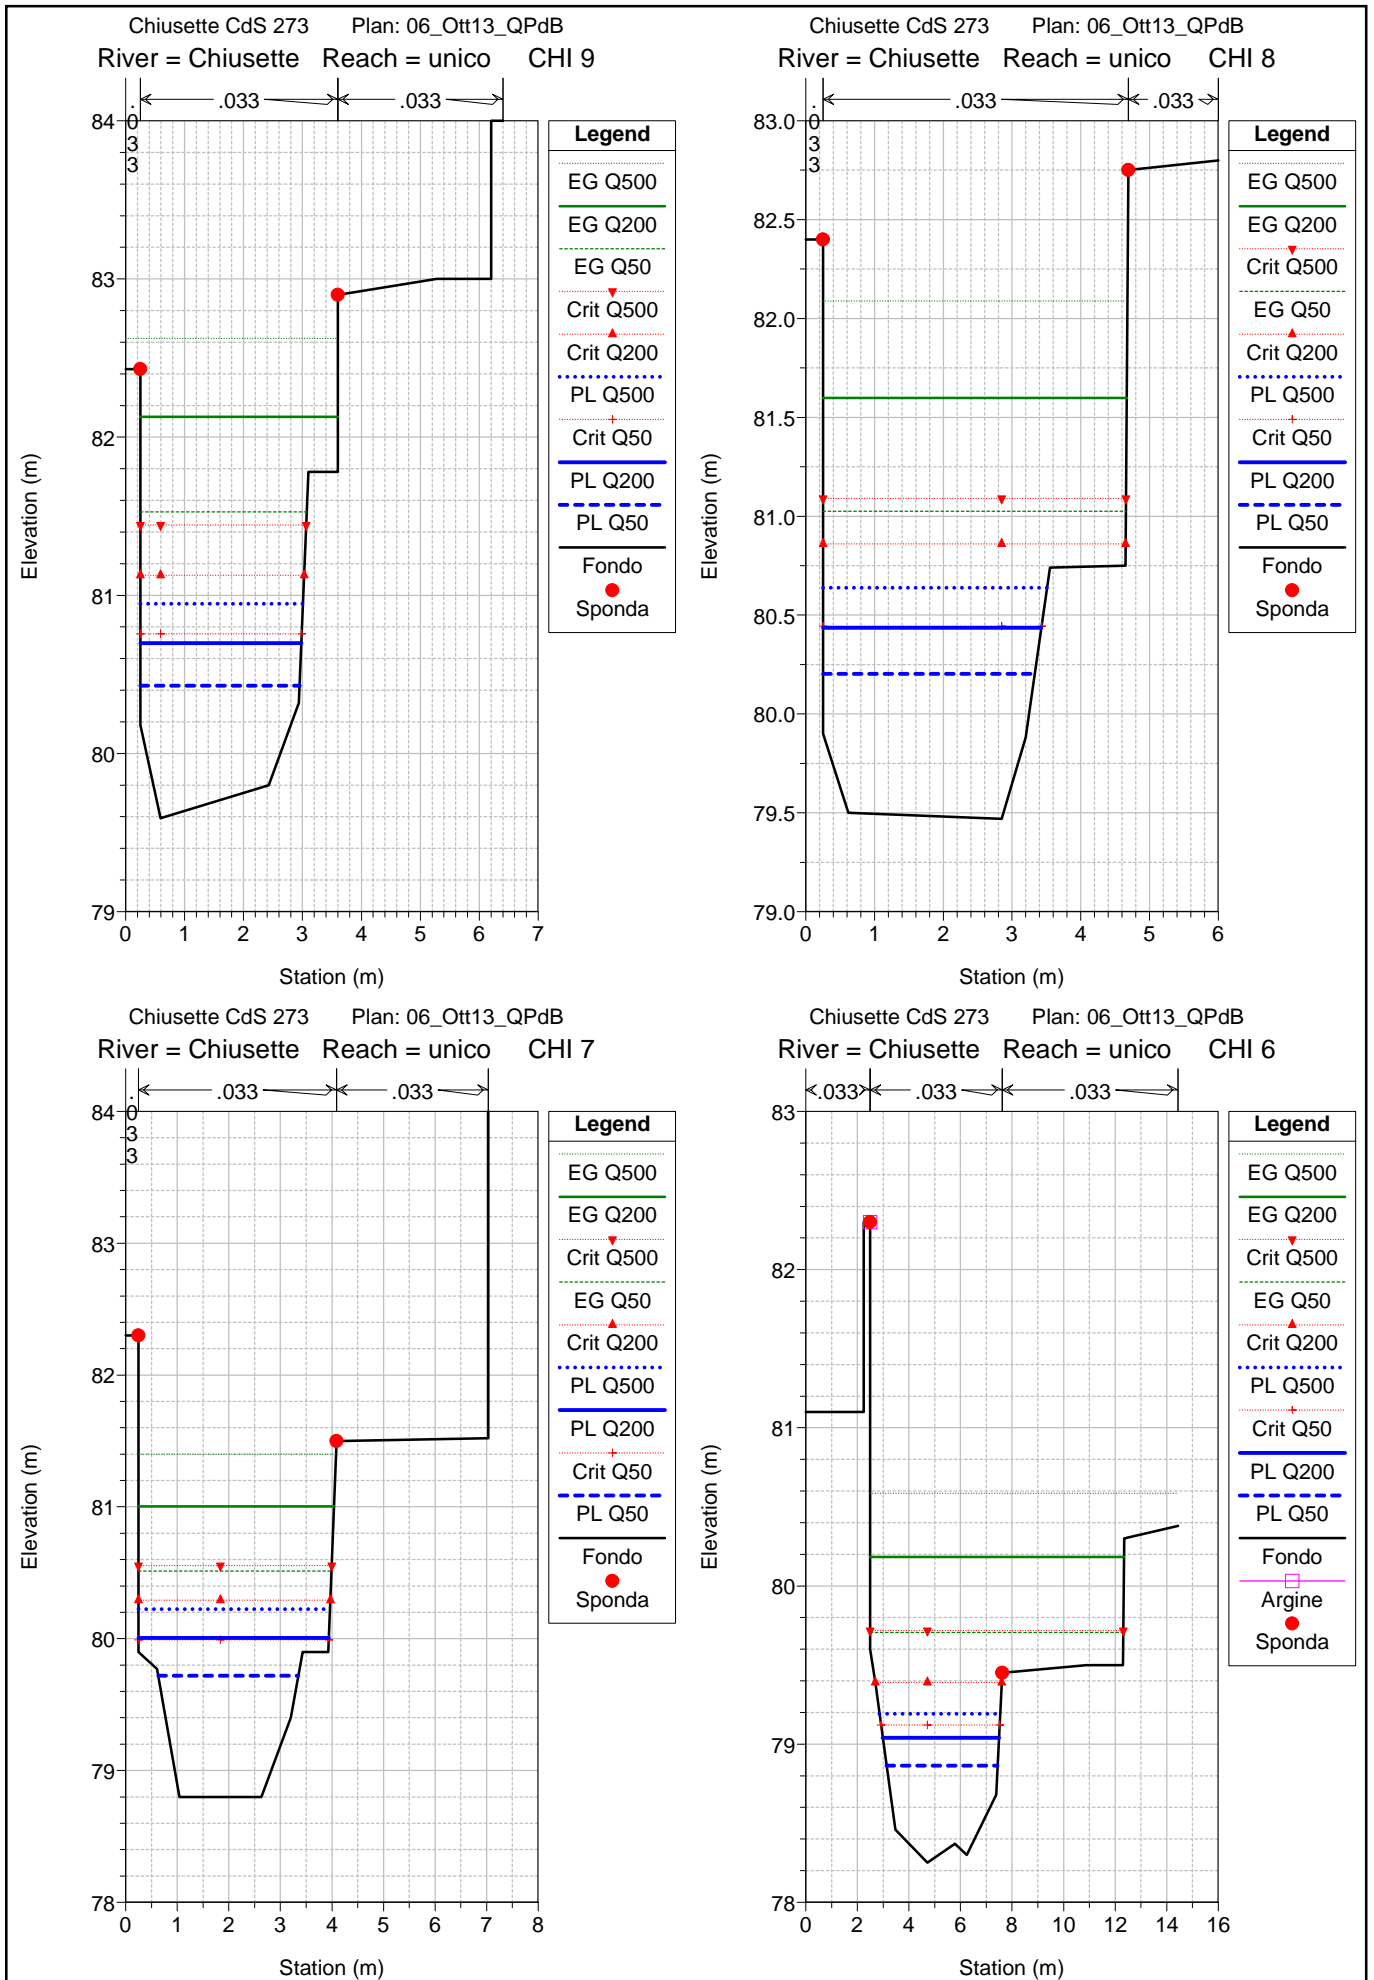 Chiusette CdS 273 Plan: 06_Ott13_QPdB
River = Chiusette Reach = unico CHI 9
.033 .033 .033
Legend
EG Q500
EG Q200
EG Q50
Crit Q500
Crit Q200
PL Q500
Crit Q50
PL Q200
PL Q50
Fondo
Sponda
Elevation (m)
84
83
82
81
80
79
0 1 2 3 4 5 6 7
Station (m)
Chiusette CdS 273 Plan: 06_Ott13_QPdB
River = Chiusette Reach = unico CHI 8
.033 .033 .033
Legend
EG Q500
EG Q200
Crit Q500
EG Q50
Crit Q200
PL Q500
Crit Q50
PL Q200
PL Q50
Fondo
Sponda
Elevation (m)
83.0
82.5
82.0
81.5
81.0
80.5
80.0
79.5
79.0
0 1 2 3 4 5 6
Station (m)
Chiusette CdS 273 Plan: 06_Ott13_QPdB
River = Chiusette Reach = unico CHI 7
.033 .033 .033
Legend
EG Q500
EG Q200
Crit Q500
EG Q50
Crit Q200
PL Q500
PL Q200
Crit Q50
PL Q50
Fondo
Sponda
Elevation (m)
84
83
82
81
80
79
78
0 1 2 3 4 5 6 7 8
Station (m)
Chiusette CdS 273 Plan: 06_Ott13_QPdB
River = Chiusette Reach = unico CHI 6
.033 .033 .033
Legend
EG Q500
EG Q200
Crit Q500
EG Q50
Crit Q200
PL Q500
Crit Q50
PL Q200
PL Q50
Fondo
Argine
Sponda
Elevation (m)
83
82
81
80
79
78
0 2 4 6 8 10 12 14 16
Station (m)